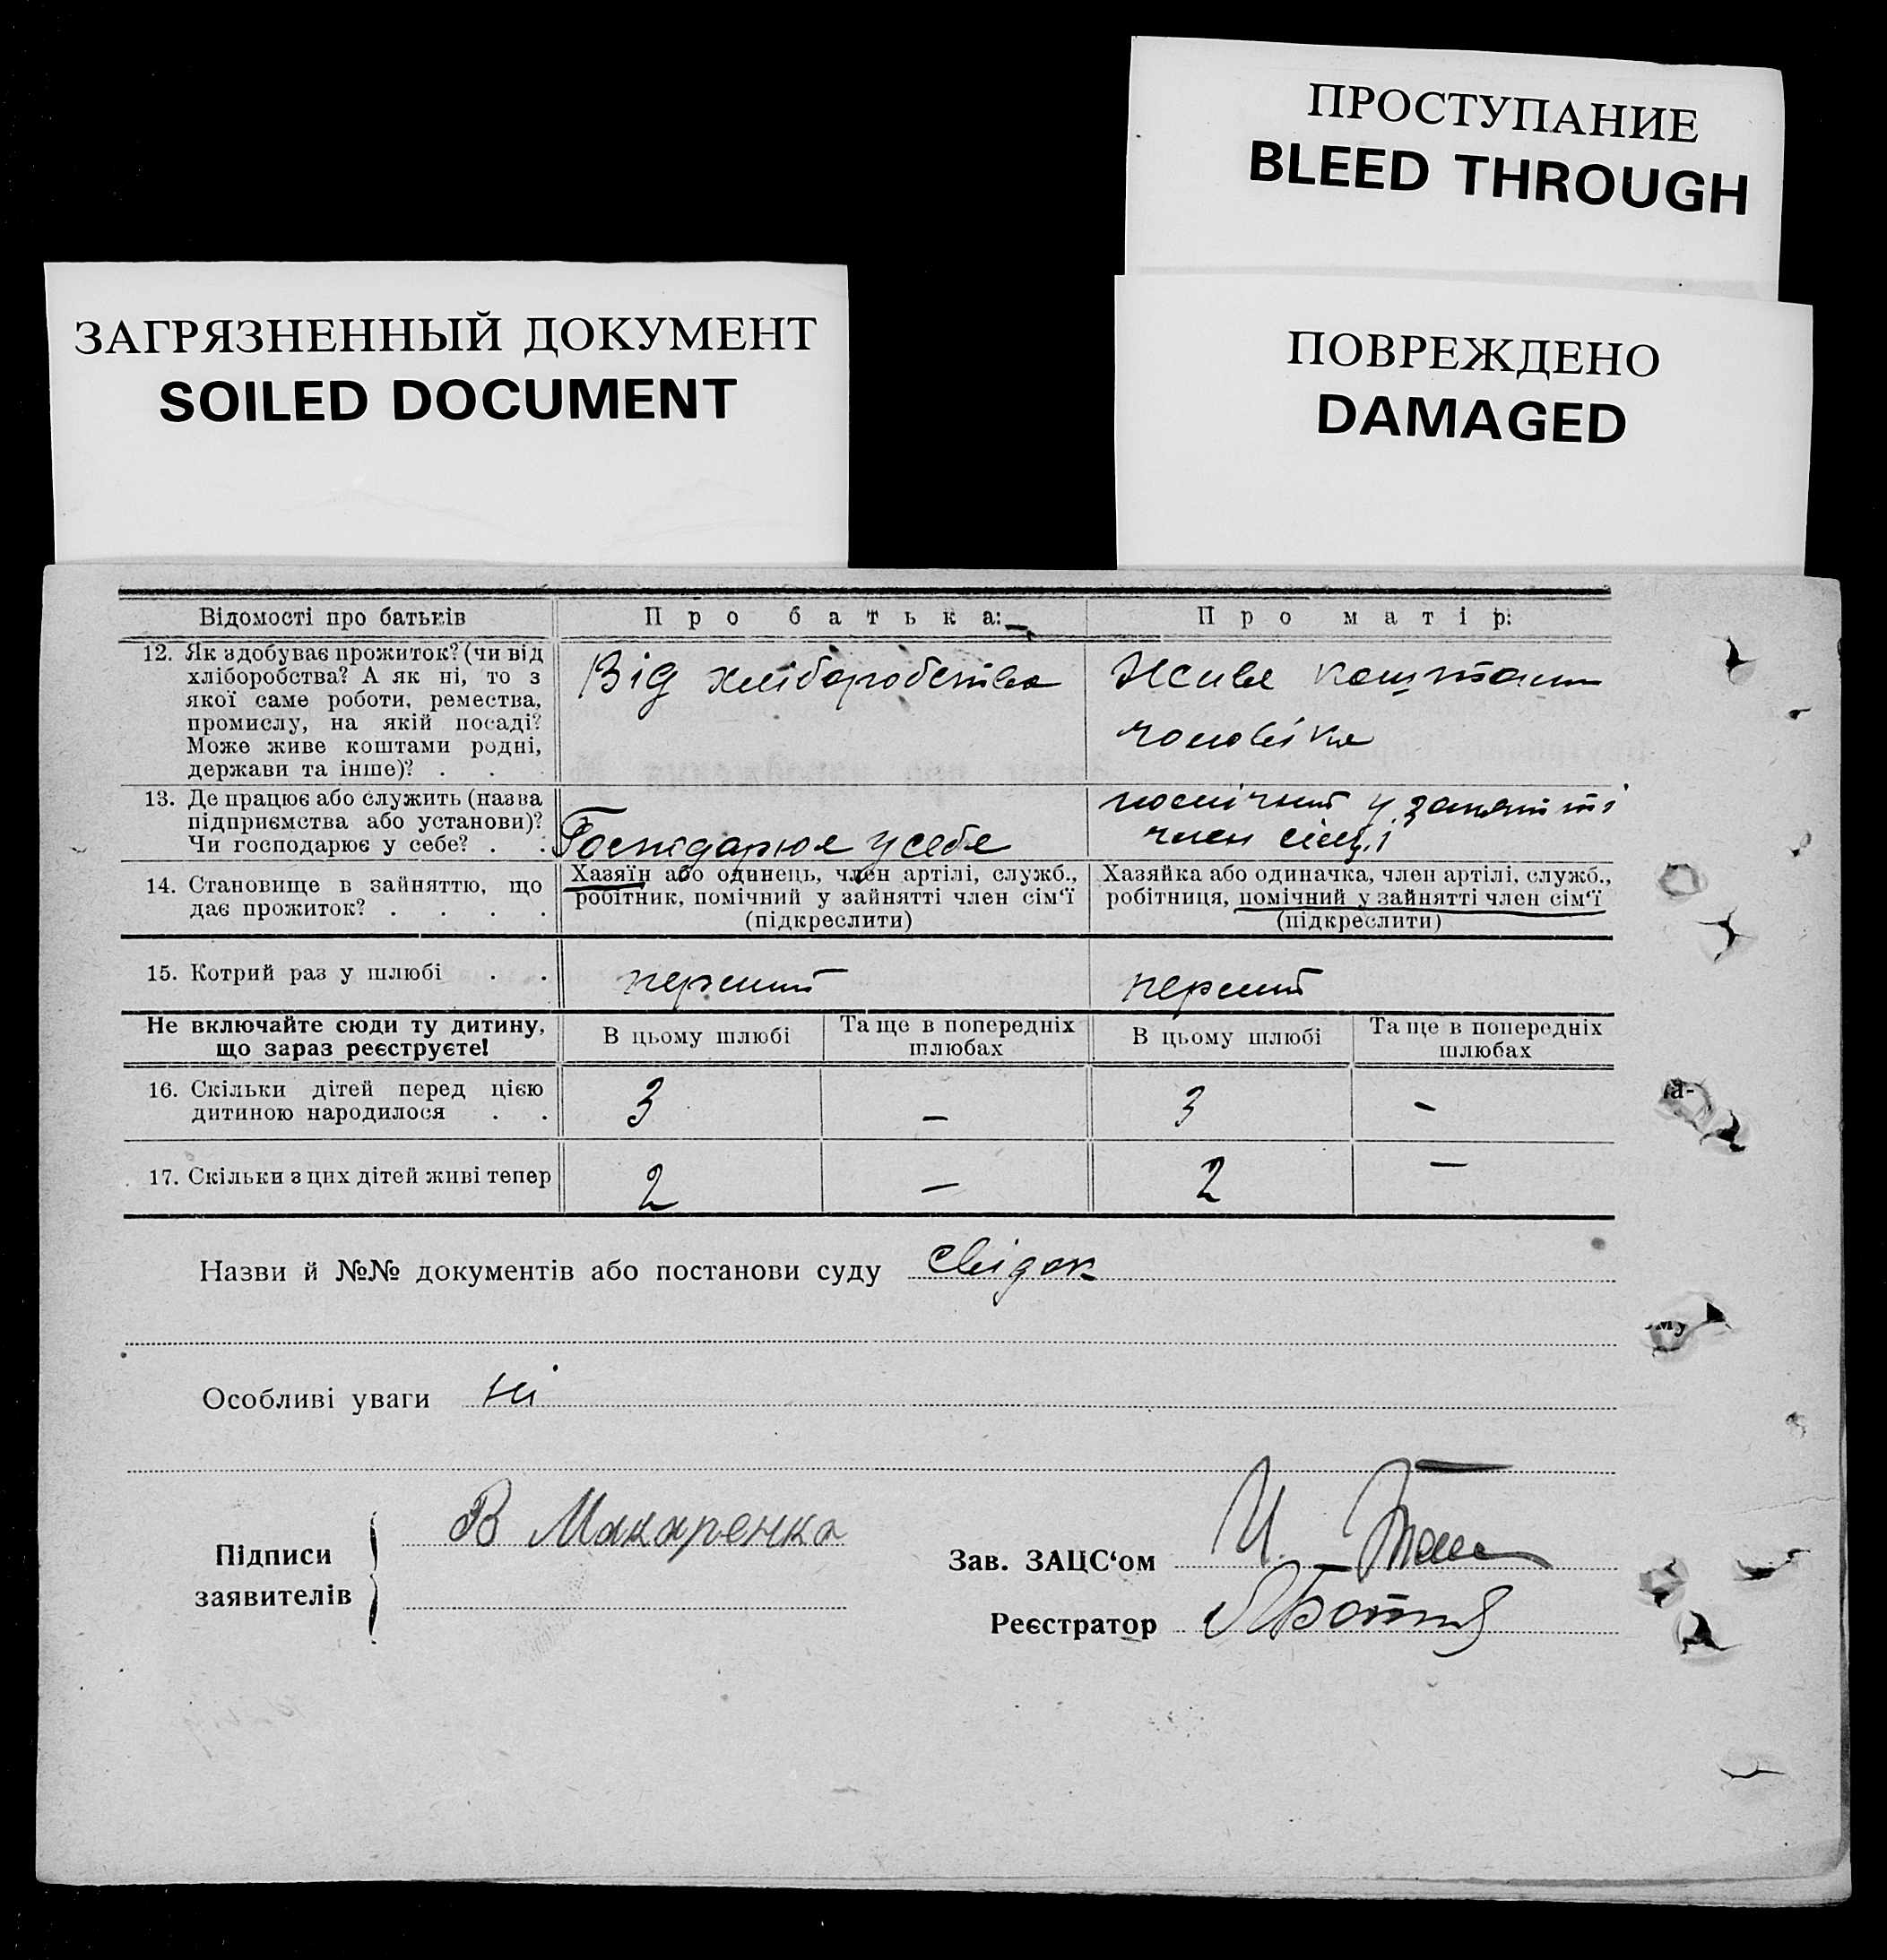 ПРОСТУПАНИЕ
BLEED THROUGH
ЗАГРЯЗНЕННЫЙ ДОКУМЕНТ
SOILED DOCUMENT
ПОВРЕЖДЕНО
DAMAGED
Відомості про батьків
Про батька:
Про матір:
12. Як здобуває прожиток? (чи від
хліборобства? А як ні, то з
якої саме роботи, ремества,
промислу, на якій посаді?
Може живе коштами родні,
держави та інше)? . .
Від хліборобства
Живе коштами
чоловіка
13. Де працює або служить (назва
підприємства або установи)?
Чи господарює у себе? . .
Господарює у себе
помічний у занятті
член сім'ї
14. Становище в зайняттю, що
дає прожиток? . . . .
Хазяїн або одинець, член артілі, служб.,
робітник, помічний у зайнятті член сім‘ї
(підкреслити)
Хазяйка або одиначка, член артілі, служб.,
робітниця, помічний у зайнятті член сім‘ї
(підкреслити)
15. Котрий раз у шлюбі . .
перший
перший
Не включайте сюди ту дитину,
що зараз реєструєте!
В цьому шлюбі
Та ще в попередніх
шлюбах
В цьому шлюбі
Та ще в попередніх
шлюбах
16. Скільки дітей перед цією
дитиною народилося . .
3
—
3
—
17. Скільки з цих дітей живі тепер
2
—
2
—
Назви й №№ документів або постанови суду свідок
Особливі уваги ні
Підписи
заявителів
В Макаренко
Зав. ЗАЦС‘ом
Реєстратор